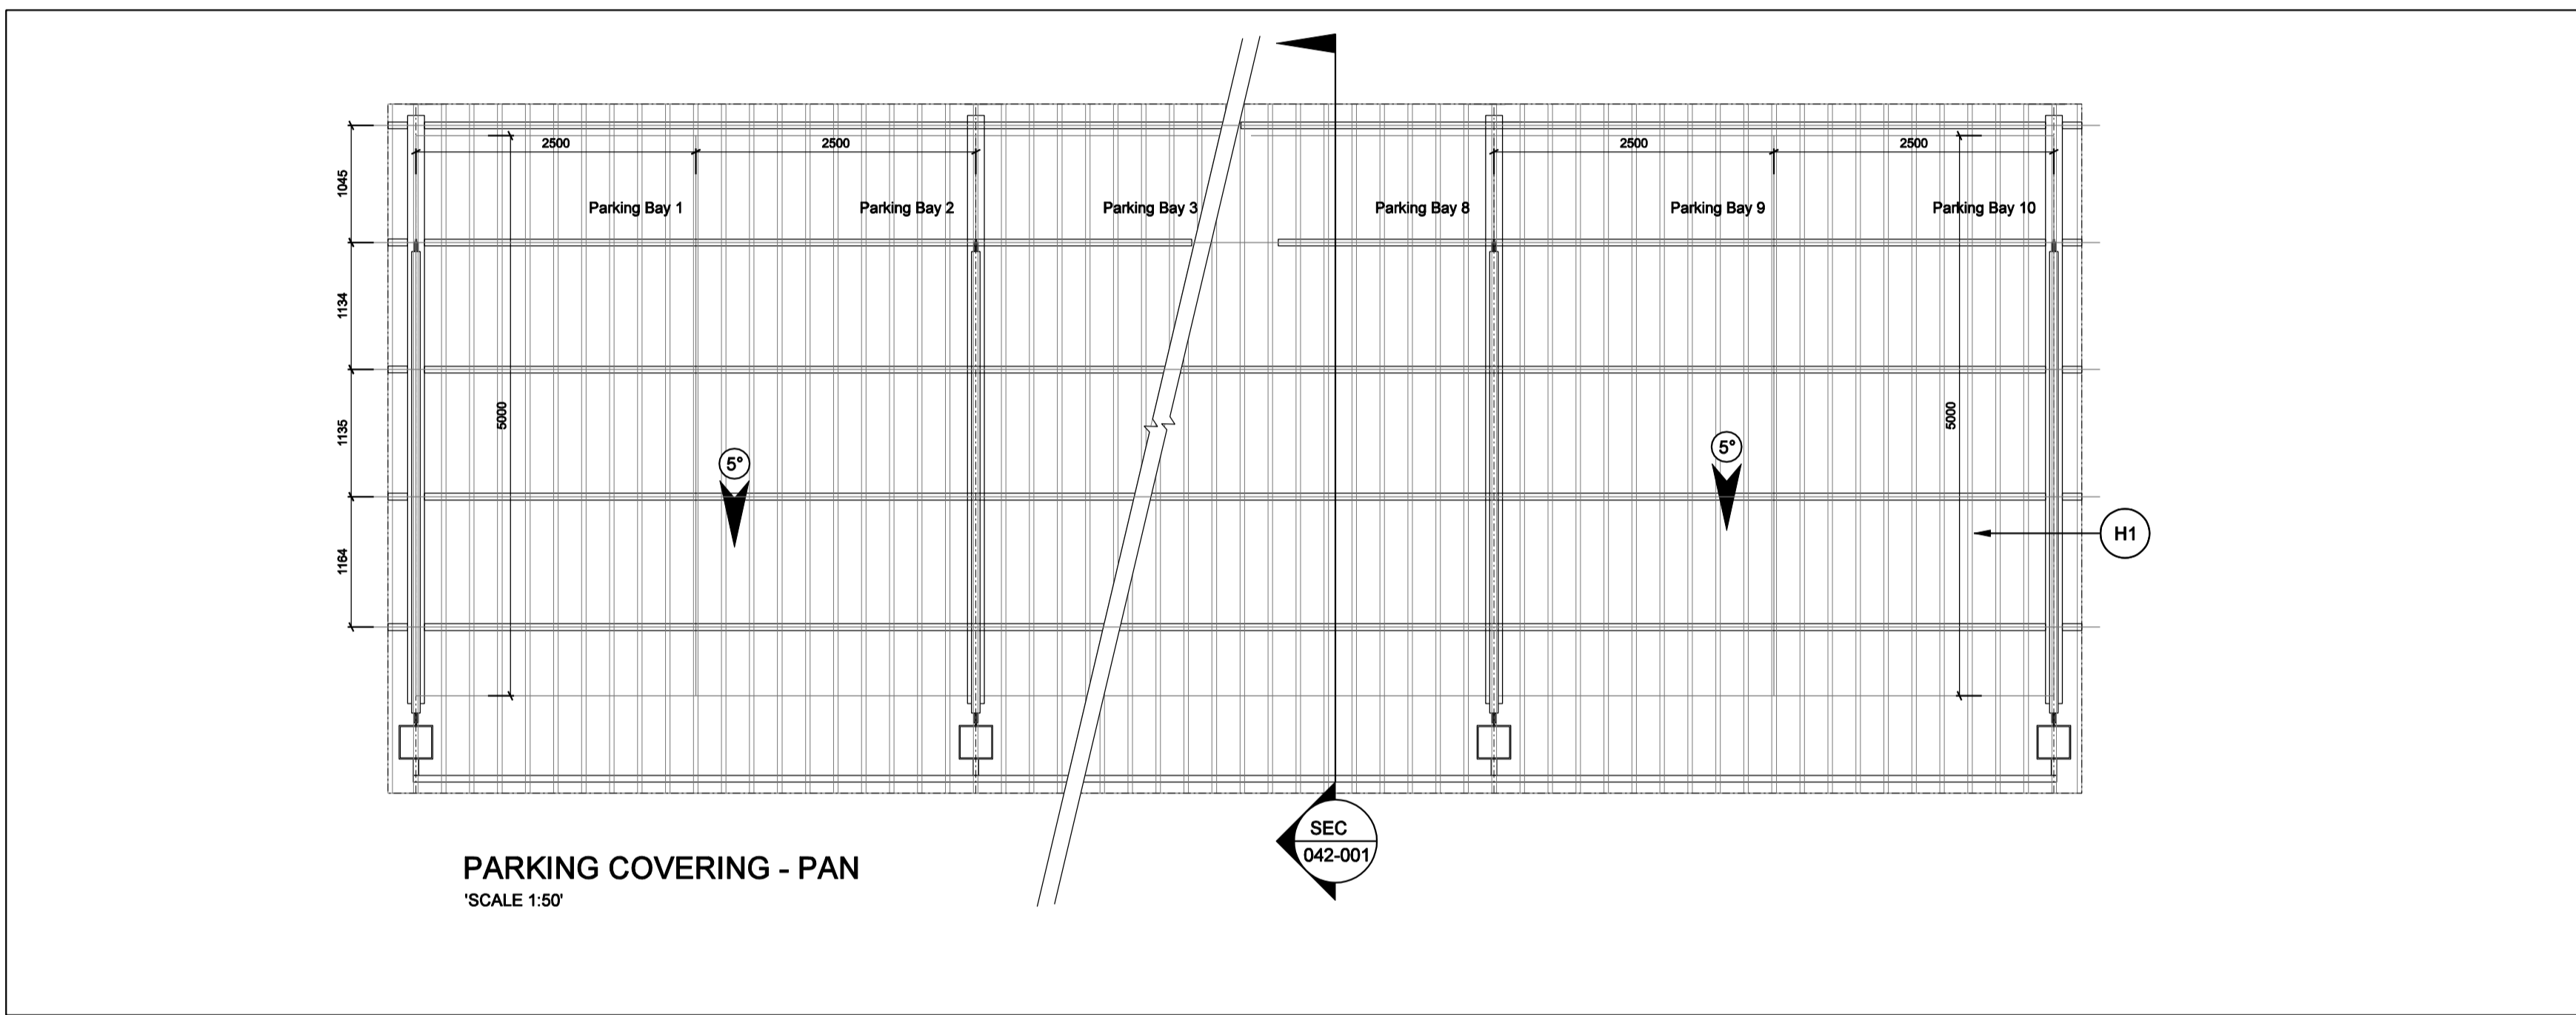 2500
2500
2500
2500
1045
Parking Bay 1
Parking Bay 2
Parking Bay 3
Parking Bay 8
Parking Bay 9
Parking Bay 10
1134
5000
5000
1135
5°
5°
1164
H1
SEC
042-001
PARKING COVERING - PAN
'SCALE 1:50'